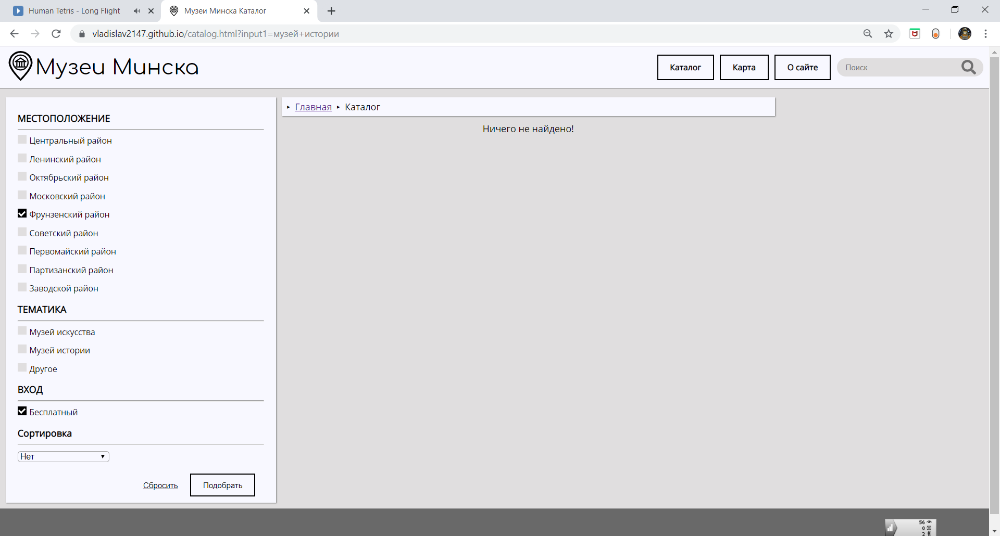 Human Tetris - Long Flight
Музеи Минска Каталог
vladislav2147.github.io/catalog.html?input1=музей+истории
Музеи Минска
Каталог
Карта
О сайте
Поиск
МЕСТОПОЛОЖЕНИЕ
Центральный район
Ленинский район
Октябрьский район
Московский район
Фрунзенский район
Советский район
Первомайский район
Партизанский район
Заводской район
ТЕМАТИКА
Музей искусства
Музей истории
Другое
ВХОД
Бесплатный
Сортировка
Нет
Сбросить
Подобрать
Главная
Каталог
Ничего не найдено!
56
8
2